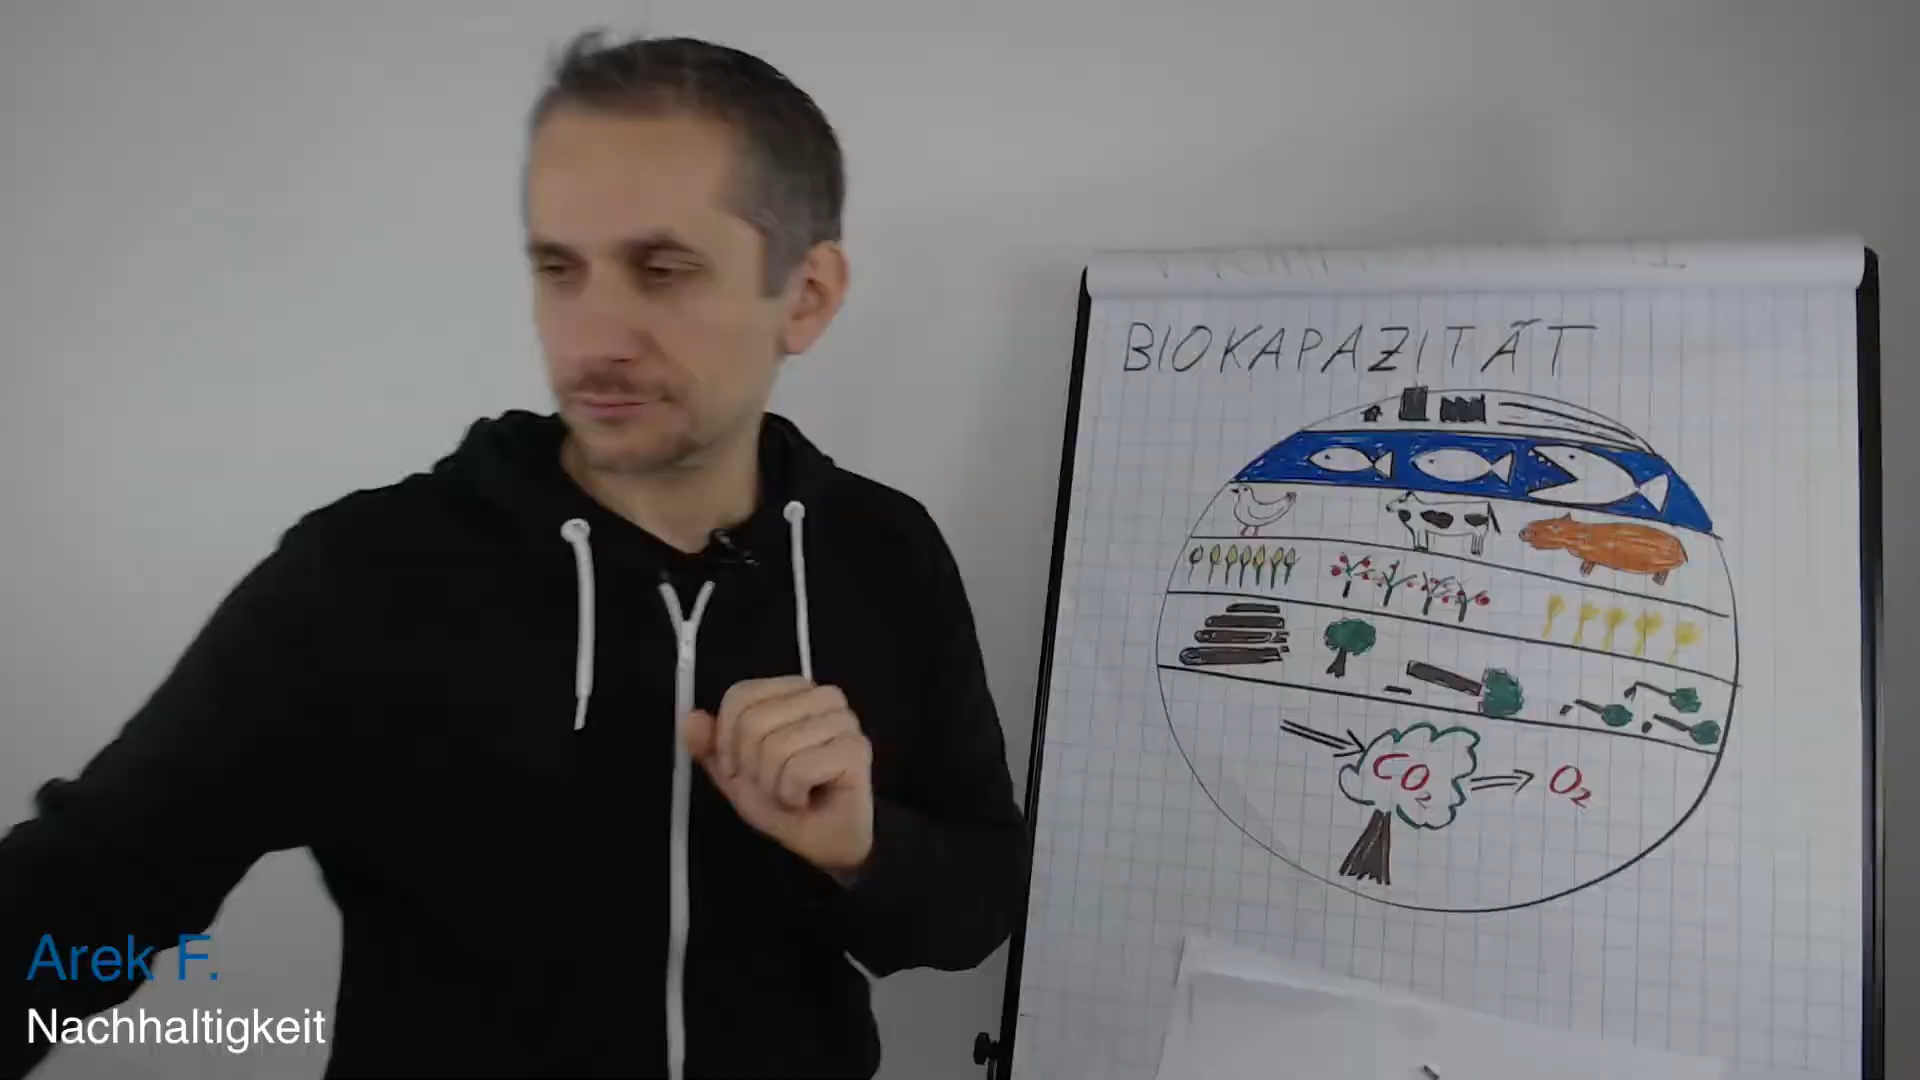 BIOKAPAZITÄT
CO2
O2
Arek F.
Nachhaltigkeit